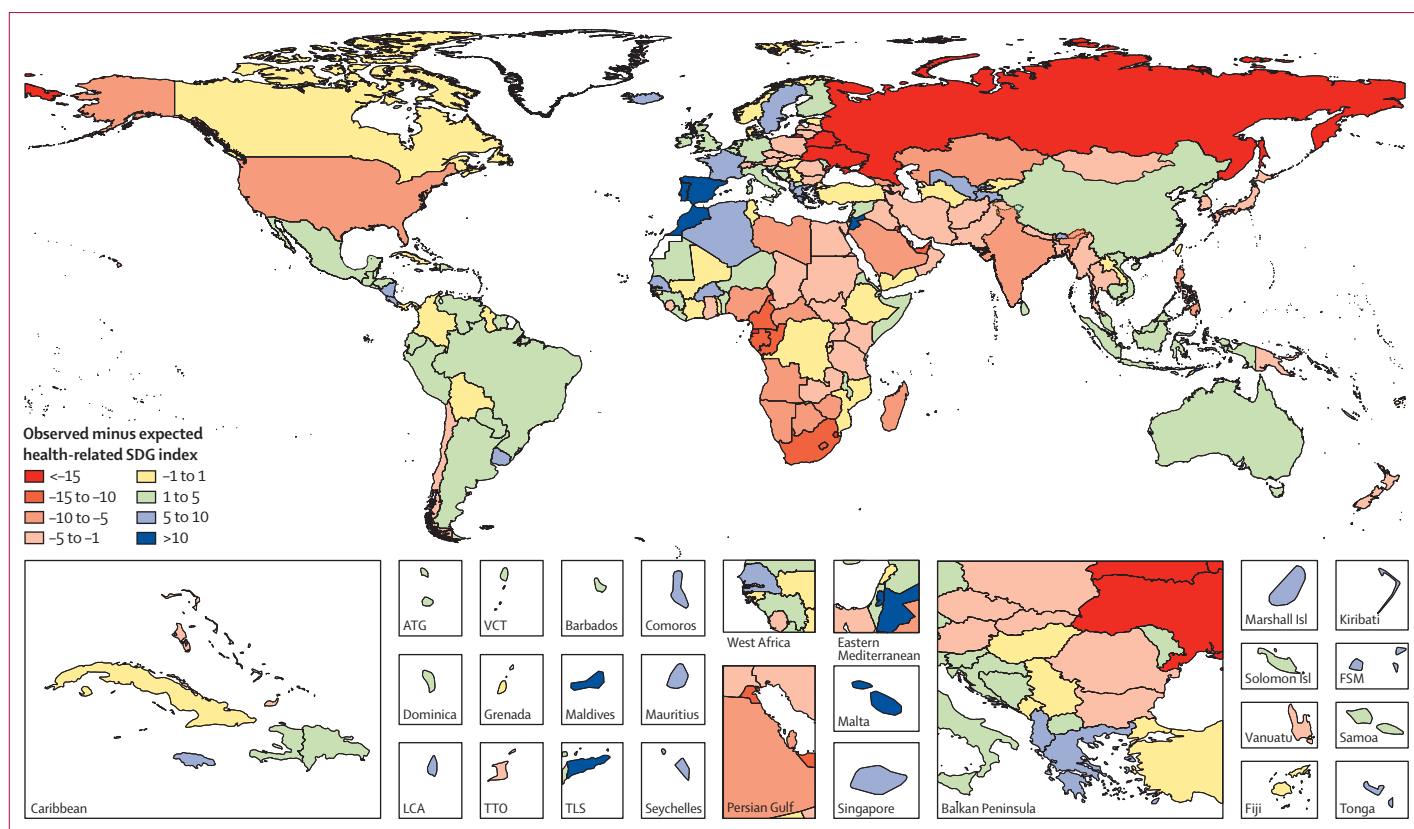 Observed minus expected
health-related SDG index
<–15
–15 to –10
–10 to –5
–5 to –1
–1 to 1
1 to 5
5 to 10
>10
Caribbean
ATG
VCT
Barbados
Comoros
Dominica
Grenada
Maldives
Mauritius
LCA
TTO
TLS
Seychelles
West Africa
Eastern
Mediterranean
Persian Gulf
Malta
Singapore
Balkan Peninsula
Marshall Isl
Kiribati
Solomon Isl
FSM
Vanuatu
Samoa
Fiji
Tonga